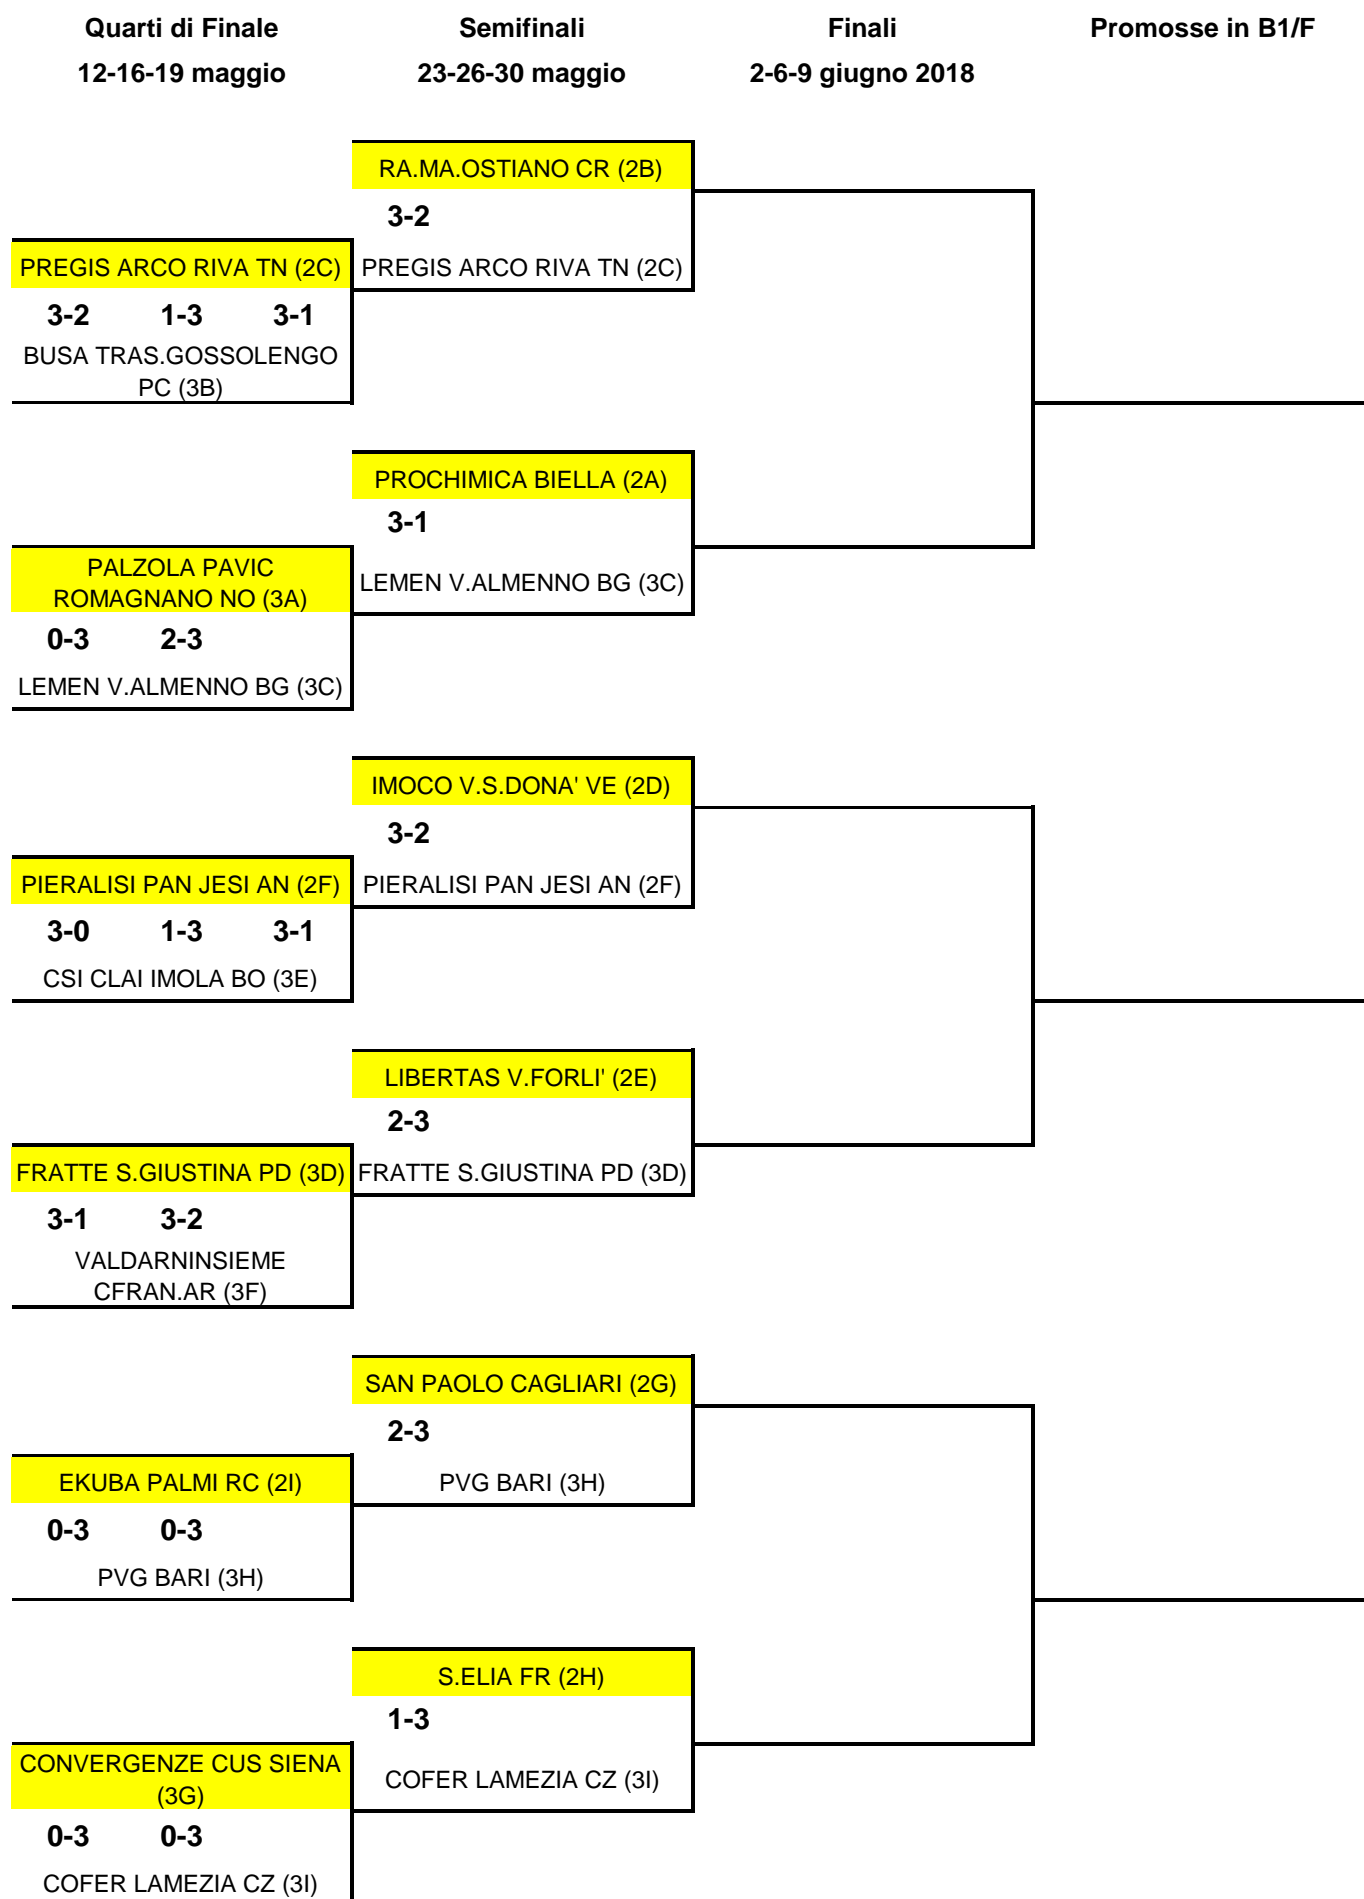 Quarti di Finale
Semifinali
Finali
Promosse in B1/F
12-16-19 maggio
23-26-30 maggio
2-6-9 giugno 2018
RA.MA.OSTIANO CR (2B)
3-2
PREGIS ARCO RIVA TN (2C)
PREGIS ARCO RIVA TN (2C)
3-2 1-3 3-1
BUSA TRAS.GOSSOLENGO
PC (3B)
PROCHIMICA BIELLA (2A)
3-1
PALZOLA PAVIC
ROMAGNANO NO (3A)
LEMEN V.ALMENNO BG (3C)
0-3 2-3
LEMEN V.ALMENNO BG (3C)
IMOCO V.S.DONA' VE (2D)
3-2
PIERALISI PAN JESI AN (2F)
PIERALISI PAN JESI AN (2F)
3-0 1-3 3-1
CSI CLAI IMOLA BO (3E)
LIBERTAS V.FORLI' (2E)
2-3
FRATTE S.GIUSTINA PD (3D)
FRATTE S.GIUSTINA PD (3D)
3-1 3-2
VALDARNINSIEME
CFRAN.AR (3F)
SAN PAOLO CAGLIARI (2G)
2-3
EKUBA PALMI RC (2I)
PVG BARI (3H)
0-3 0-3
PVG BARI (3H)
S.ELIA FR (2H)
1-3
CONVERGENZE CUS SIENA
(3G)
COFER LAMEZIA CZ (3I)
0-3 0-3
COFER LAMEZIA CZ (3I)